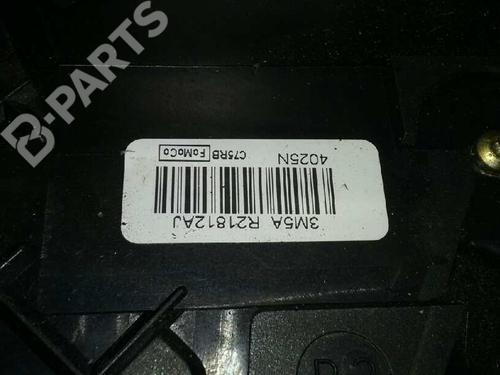 B-PARTS
3M5A R21812AJ
4025N
C75RB FoMoCo